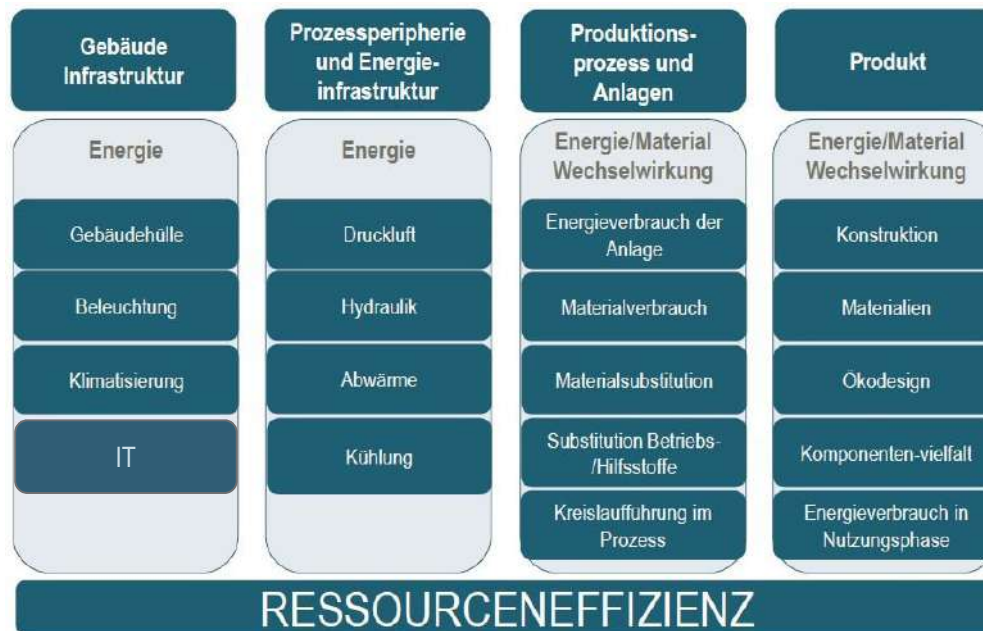 Gebäude
Infrastruktur
Energie
Gebäudehülle
Beleuchtung
Klimatisierung
IT
Prozessperipherie
und Energie-
infrastruktur
Energie
Druckluft
Hydraulik
Abwärme
Kühlung
Produktions-
prozess und
Anlagen
Energie/Material
Wechselwirkung
Energieverbrauch der
Anlage
Materialverbrauch
Materialsubstitution
Substitution Betriebs-
/Hilfsstoffe
Kreislaufführung im
Prozess
Produkt
Energie/Material
Wechselwirkung
Konstruktion
Materialien
Ökodesign
Komponenten-vielfalt
Energieverbrauch in
Nutzungsphase
RESSOURCENEFFIZIENZ